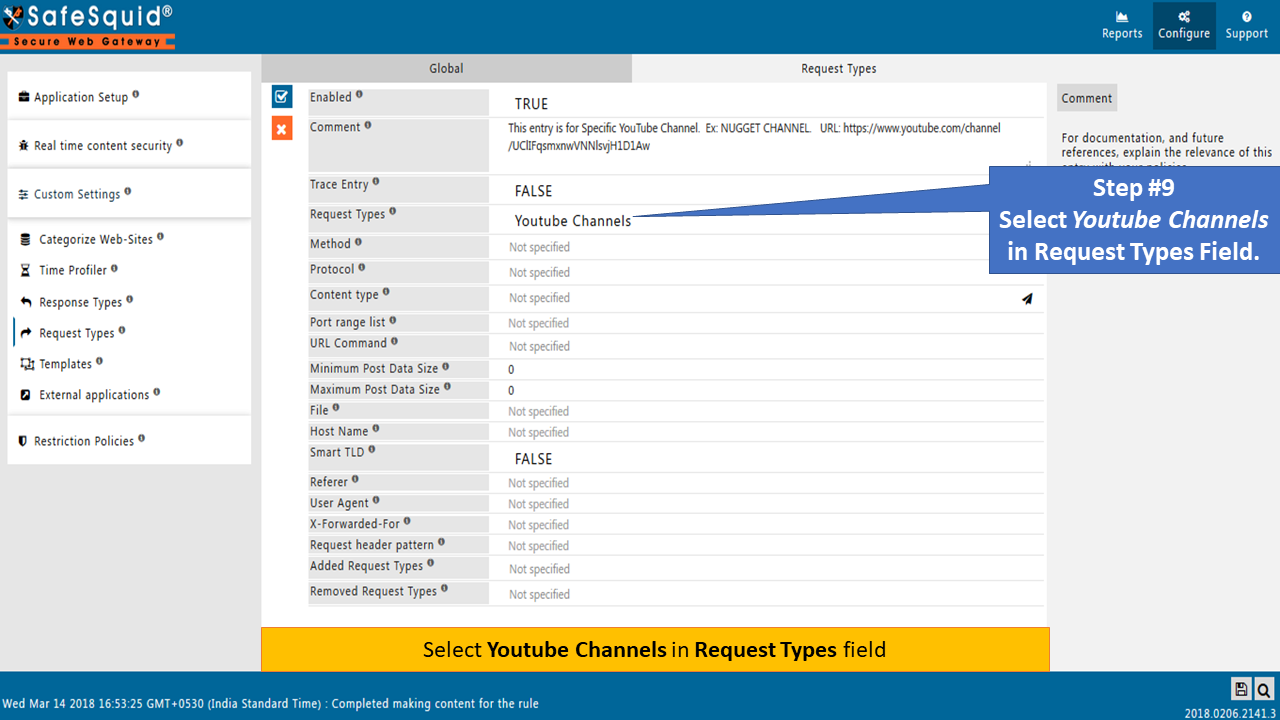 SafeSquid®
Secure Web Gateway
Reports
Configure
Support
Application Setup
Real time content security
Custom Settings
Categorize Web-Sites
Time Profiler
Response Types
Request Types
Templates
External applications
Restriction Policies
Global
Request Types
Enabled
TRUE
Comment
This entry is for Specific YouTube Channel. Ex: NUGGET CHANNEL. URL: https://www.youtube.com/channel
/UClIFqsmxnwVNNlsvjH1D1Aw
Trace Entry
FALSE
Request Types
Youtube Channels
Method
Not specified
Protocol
Not specified
Content type
Not specified
Port range list
Not specified
URL Command
Not specified
Minimum Post Data Size
0
Maximum Post Data Size
0
File
Not specified
Host Name
Not specified
Smart TLD
FALSE
Referer
Not specified
User Agent
Not specified
X-Forwarded-For
Not specified
Request header pattern
Not specified
Added Request Types
Not specified
Removed Request Types
Not specified
Comment
For documentation, and future
references, explain the relevance of this
Step #9
Select Youtube Channels
in Request Types Field.
Select Youtube Channels in Request Types field
Wed Mar 14 2018 16:53:25 GMT+0530 (India Standard Time) : Completed making content for the rule
2018.0206.2141.3